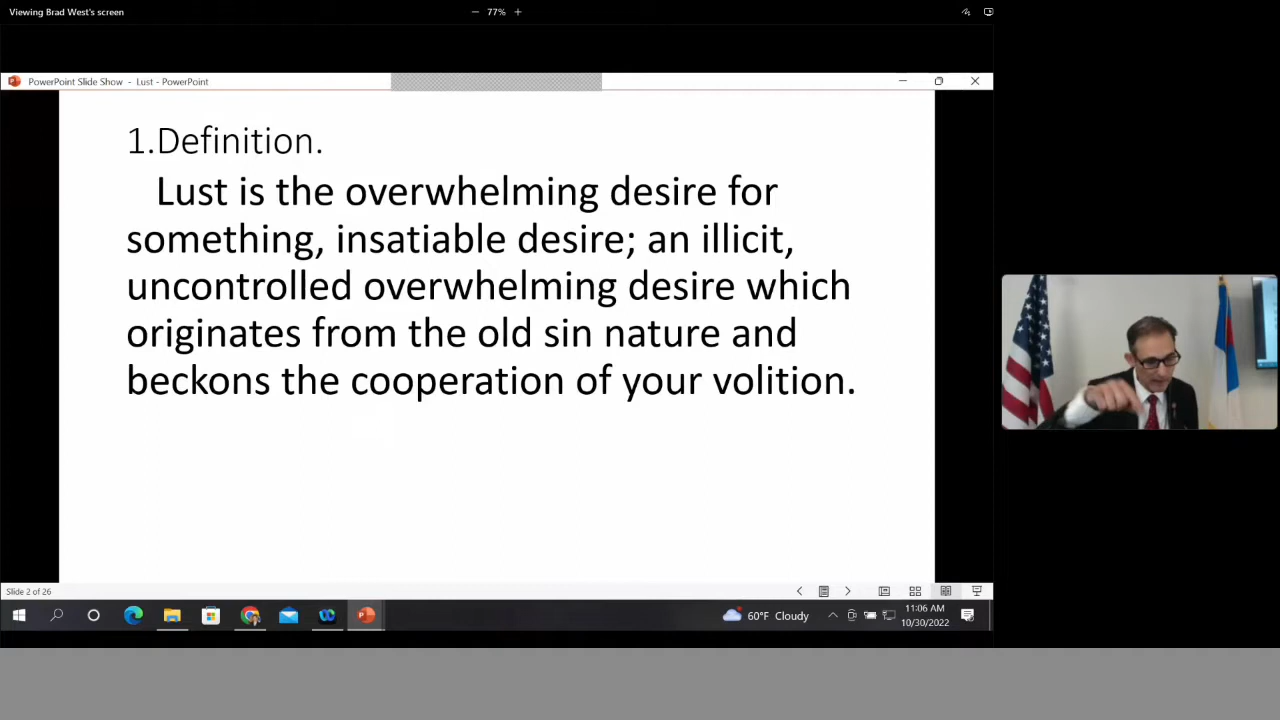 Viewing Brad West's screen
77%
PowerPoint Slide Show - Lust - PowerPoint
1.Definition.
Lust is the overwhelming desire for
something, insatiable desire; an illicit,
uncontrolled overwhelming desire which
originates from the old sin nature and
beckons the cooperation of your volition.
Slide 2 of 26
60°F Cloudy
11:06 AM
10/30/2022